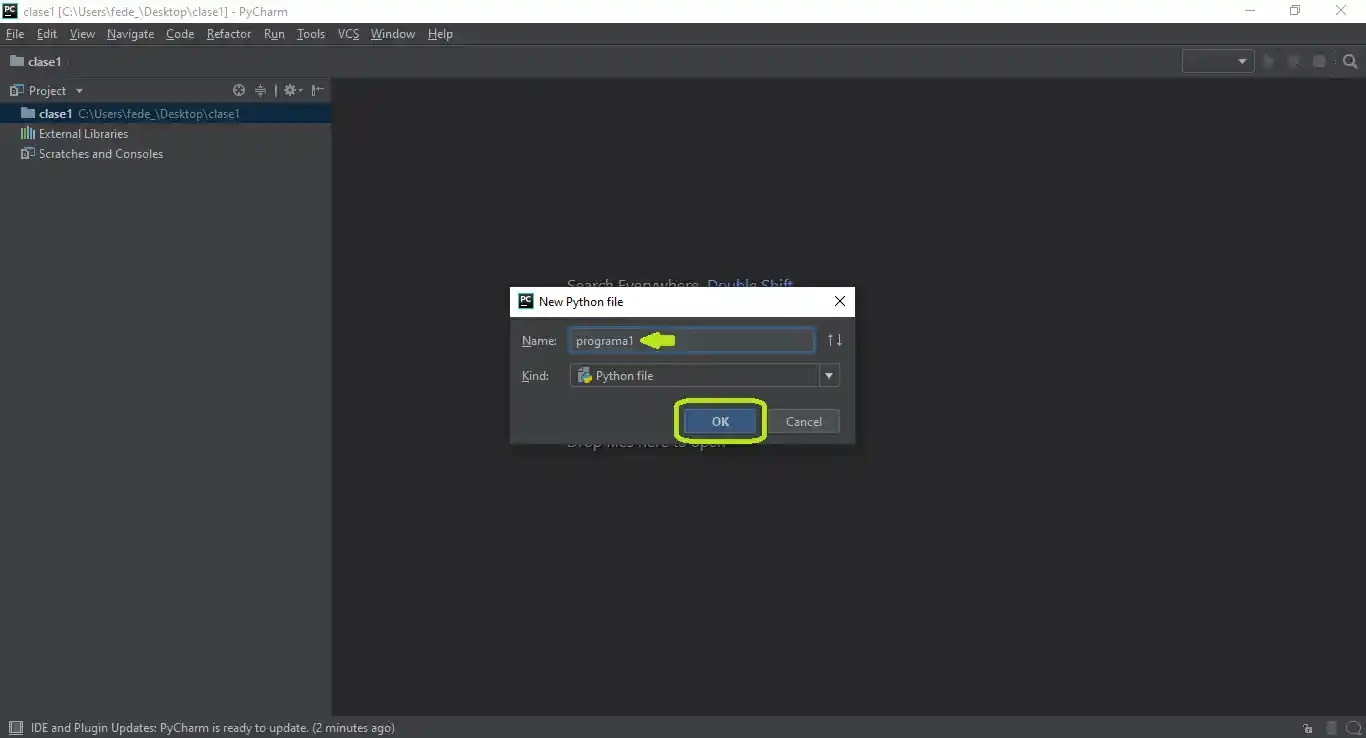 PC clase1 [C:\Users\fede_\Desktop\clase1] - PyCharm
File Edit View Navigate Code Refactor Run Tools VCS Window Help
clase1
Project
clase1 C:\Users\fede_\Desktop\clase1
External Libraries
Scratches and Consoles
Search Everywhere Double Shift
PC New Python file
Name: programa1
Kind: Python file
OK Cancel
Drop files here to open
IDE and Plugin Updates: PyCharm is ready to update. (2 minutes ago)